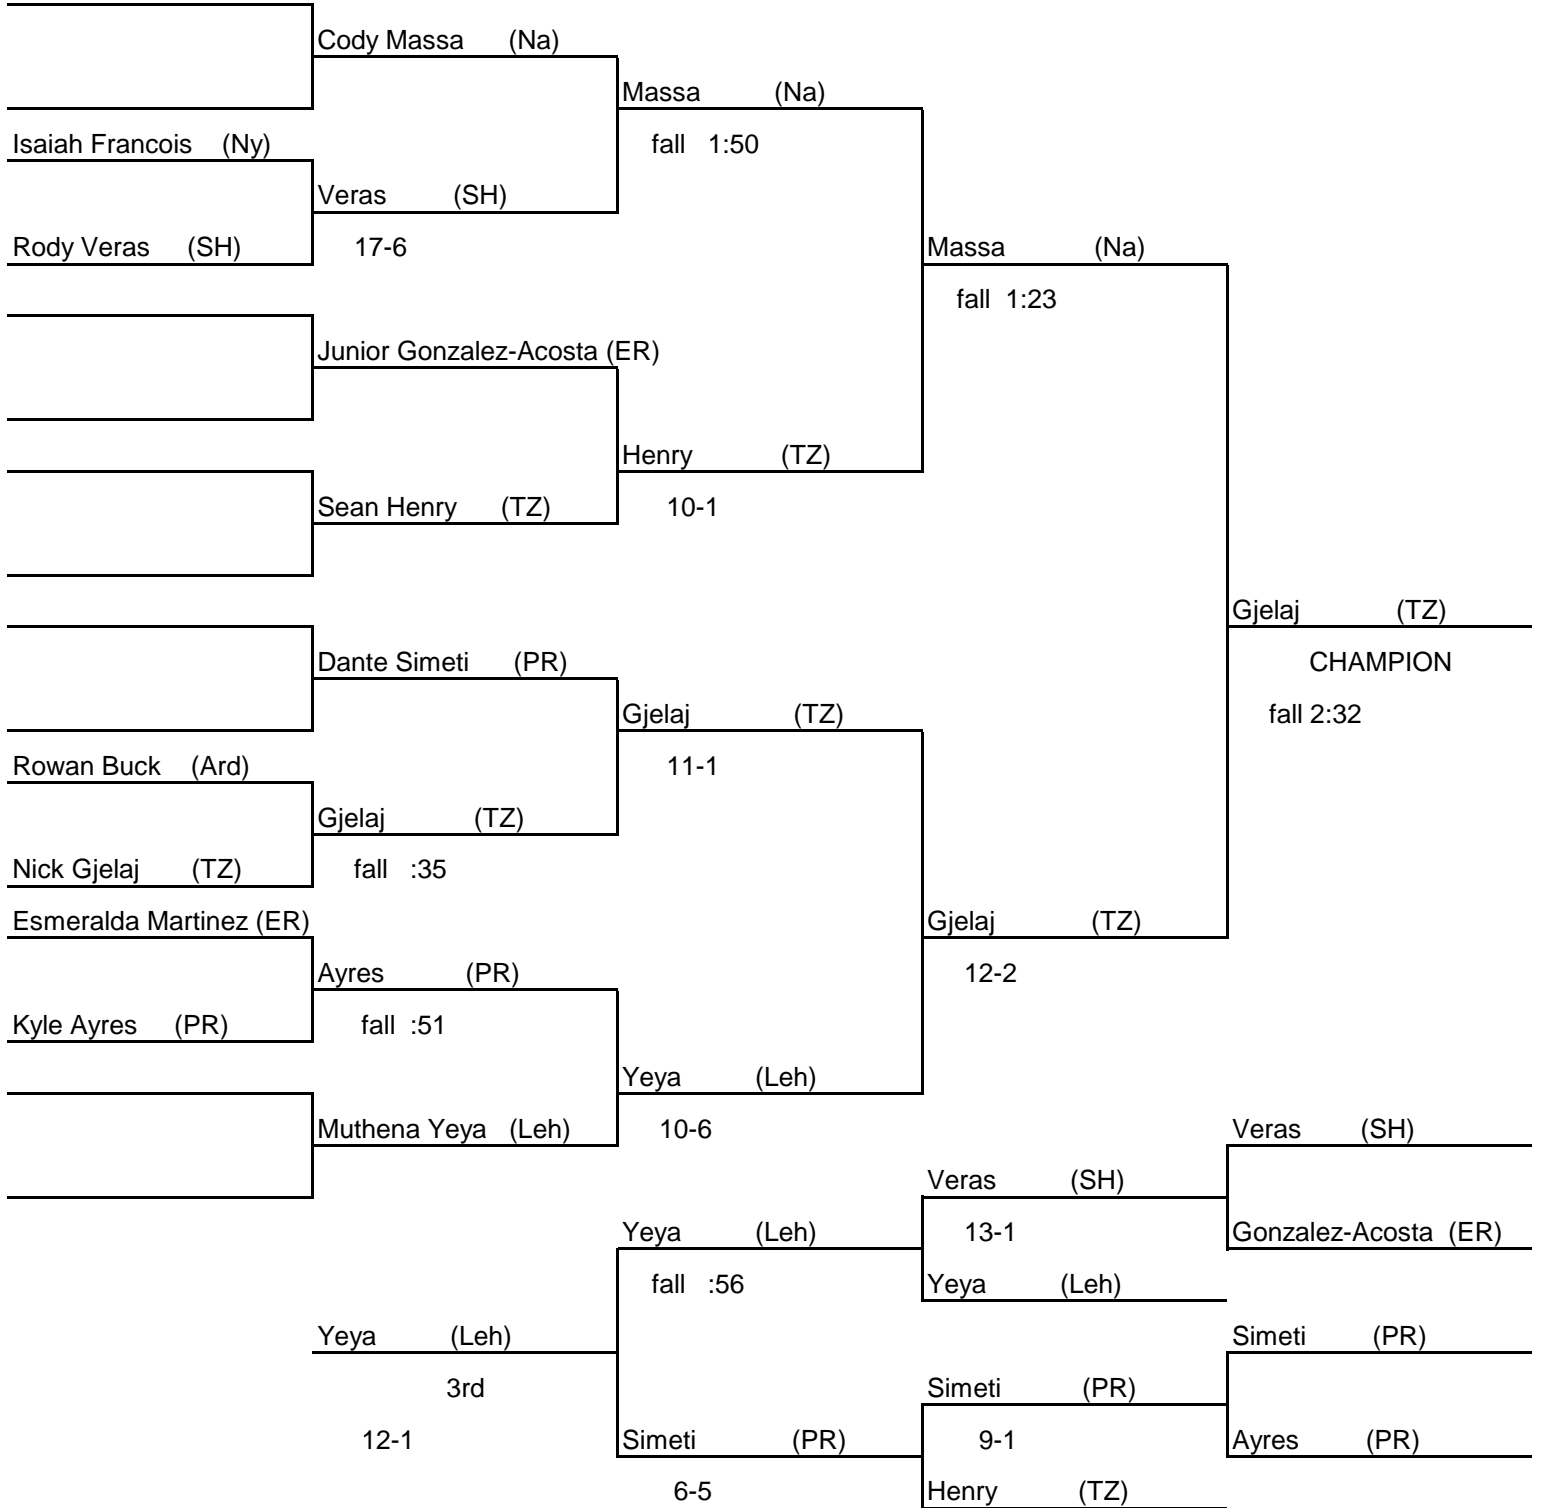 Cody Massa (Na)
Massa (Na)
Isaiah Francois (Ny)
fall 1:50
Veras (SH)
Rody Veras (SH)
17-6
Massa (Na)
fall 1:23
Junior Gonzalez-Acosta (ER)
Henry (TZ)
Sean Henry (TZ)
10-1
Gjelaj (TZ)
Dante Simeti (PR)
CHAMPION
Gjelaj (TZ)
fall 2:32
Rowan Buck (Ard)
11-1
Gjelaj (TZ)
Nick Gjelaj (TZ)
fall :35
Esmeralda Martinez (ER)
Gjelaj (TZ)
Ayres (PR)
12-2
Kyle Ayres (PR)
fall :51
Yeya (Leh)
Muthena Yeya (Leh)
10-6
Veras (SH)
Veras (SH)
Yeya (Leh)
13-1
Gonzalez-Acosta (ER)
fall :56
Yeya (Leh)
Yeya (Leh)
Simeti (PR)
3rd
Simeti (PR)
12-1
Simeti (PR)
9-1
Ayres (PR)
6-5
Henry (TZ)